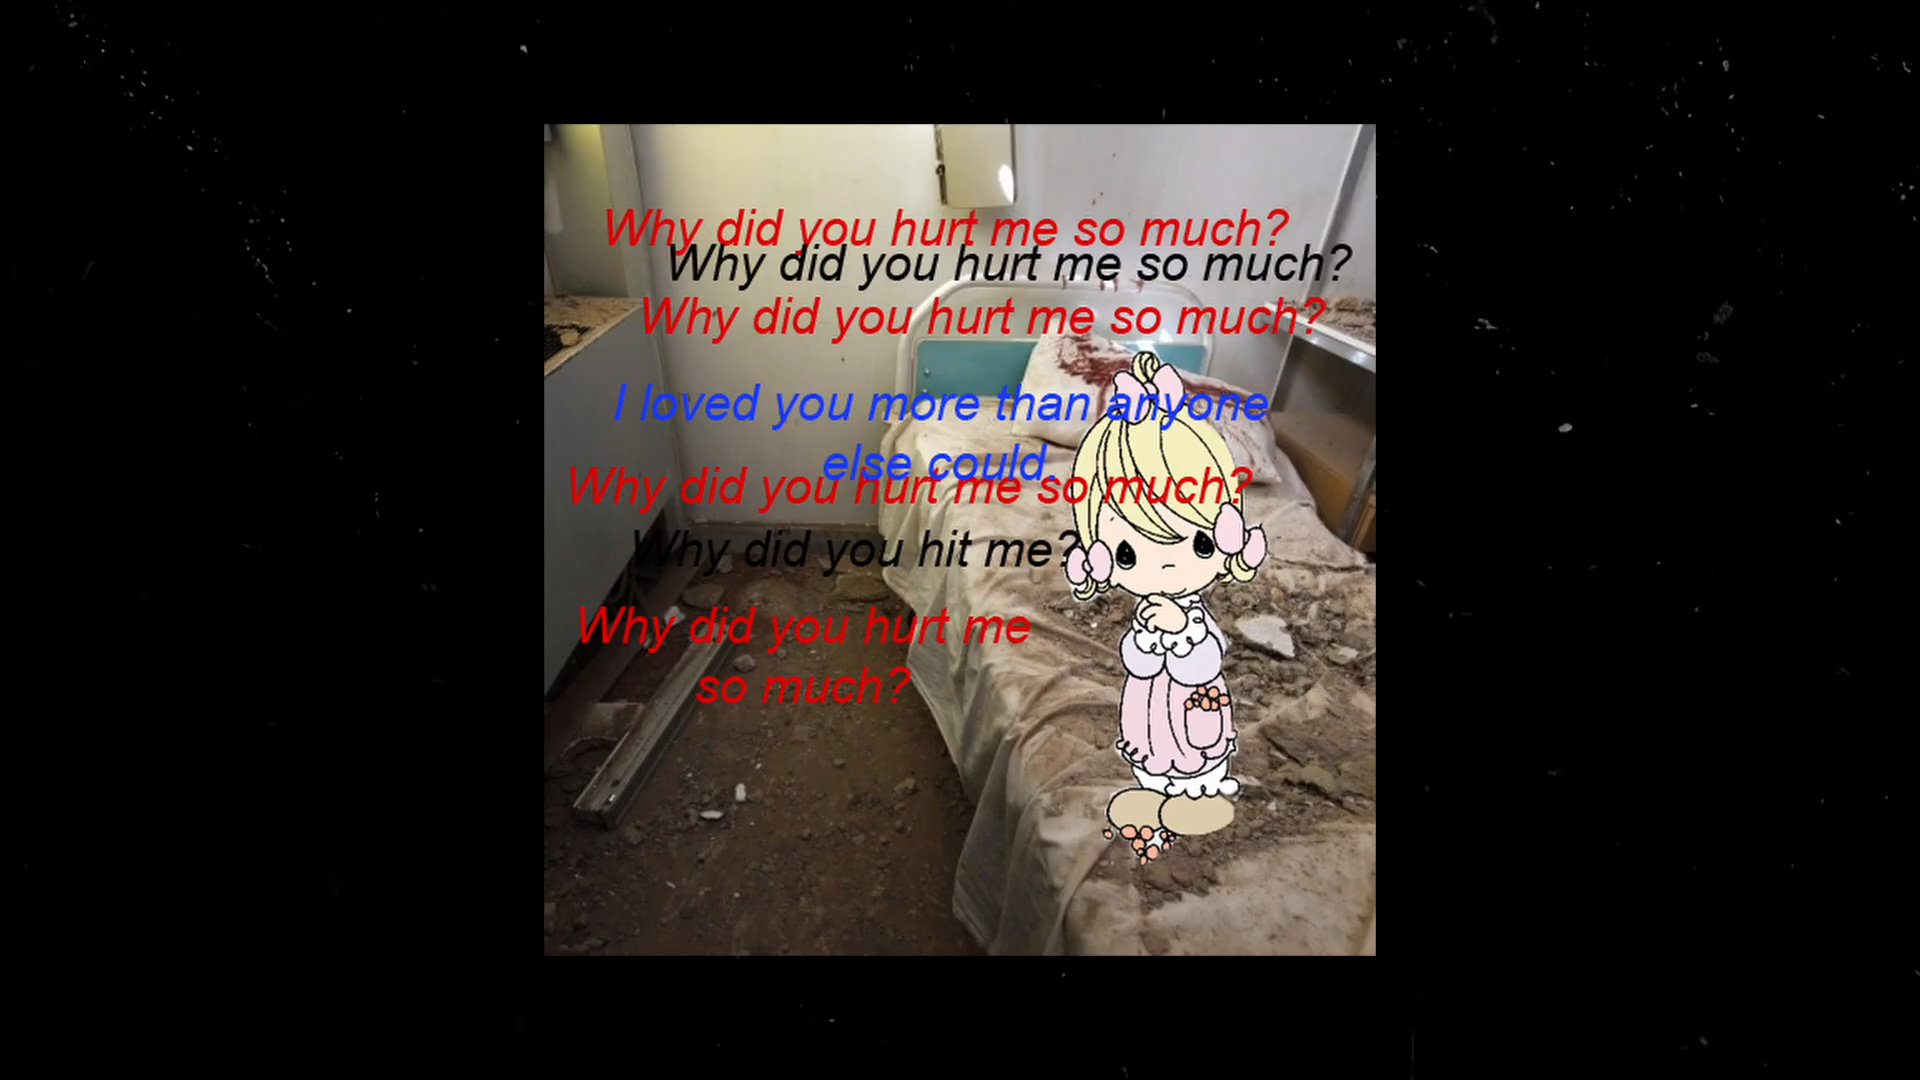 Why did you hurt me so much?
Why did you hurt me so much?
Why did you hurt me so much?
I loved you more than anyone
else could.
Why did you hurt me so much?
Why did you hit me?
Why did you hurt me
so much?